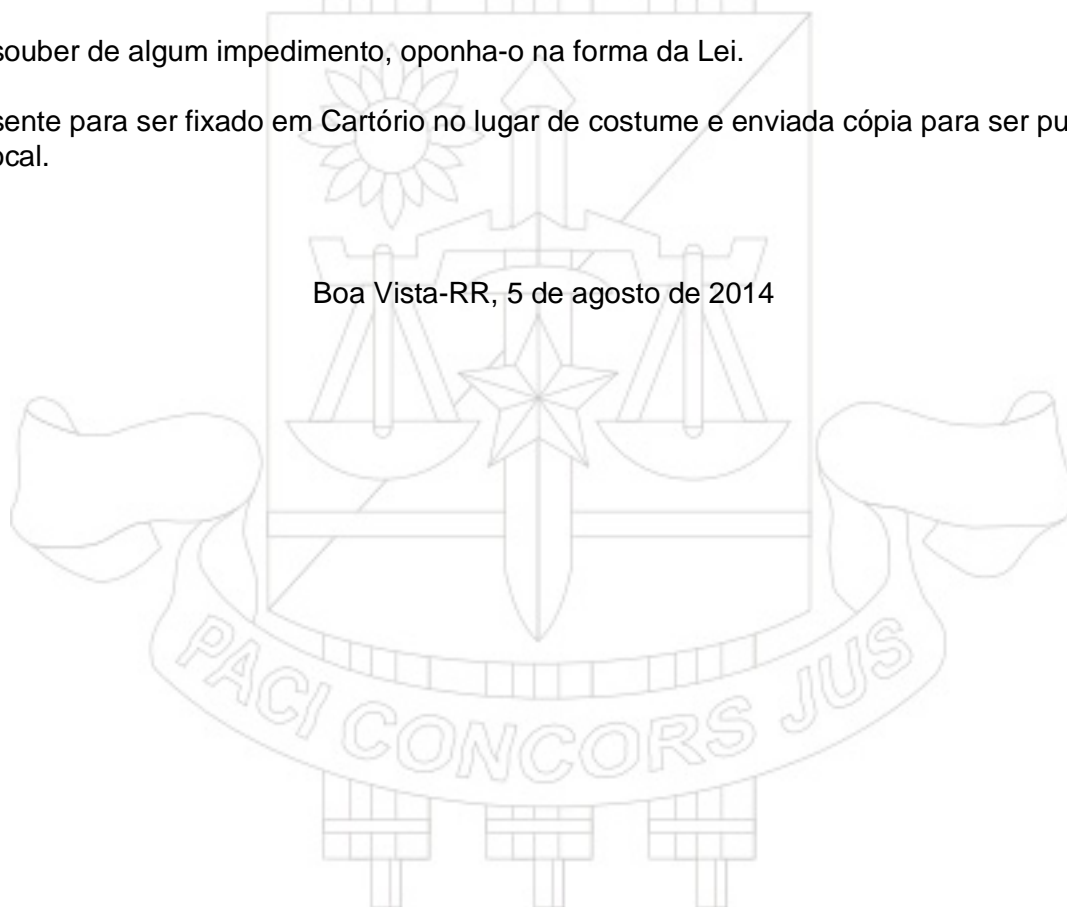 souber de algum impedimento, oponha-o na forma da Lei.
sente para ser fixado em Cartório no lugar de costume e enviada cópia para ser pu
ocal.
Boa Vista-RR, 5 de agosto de 2014
PACI CONCORS JUS